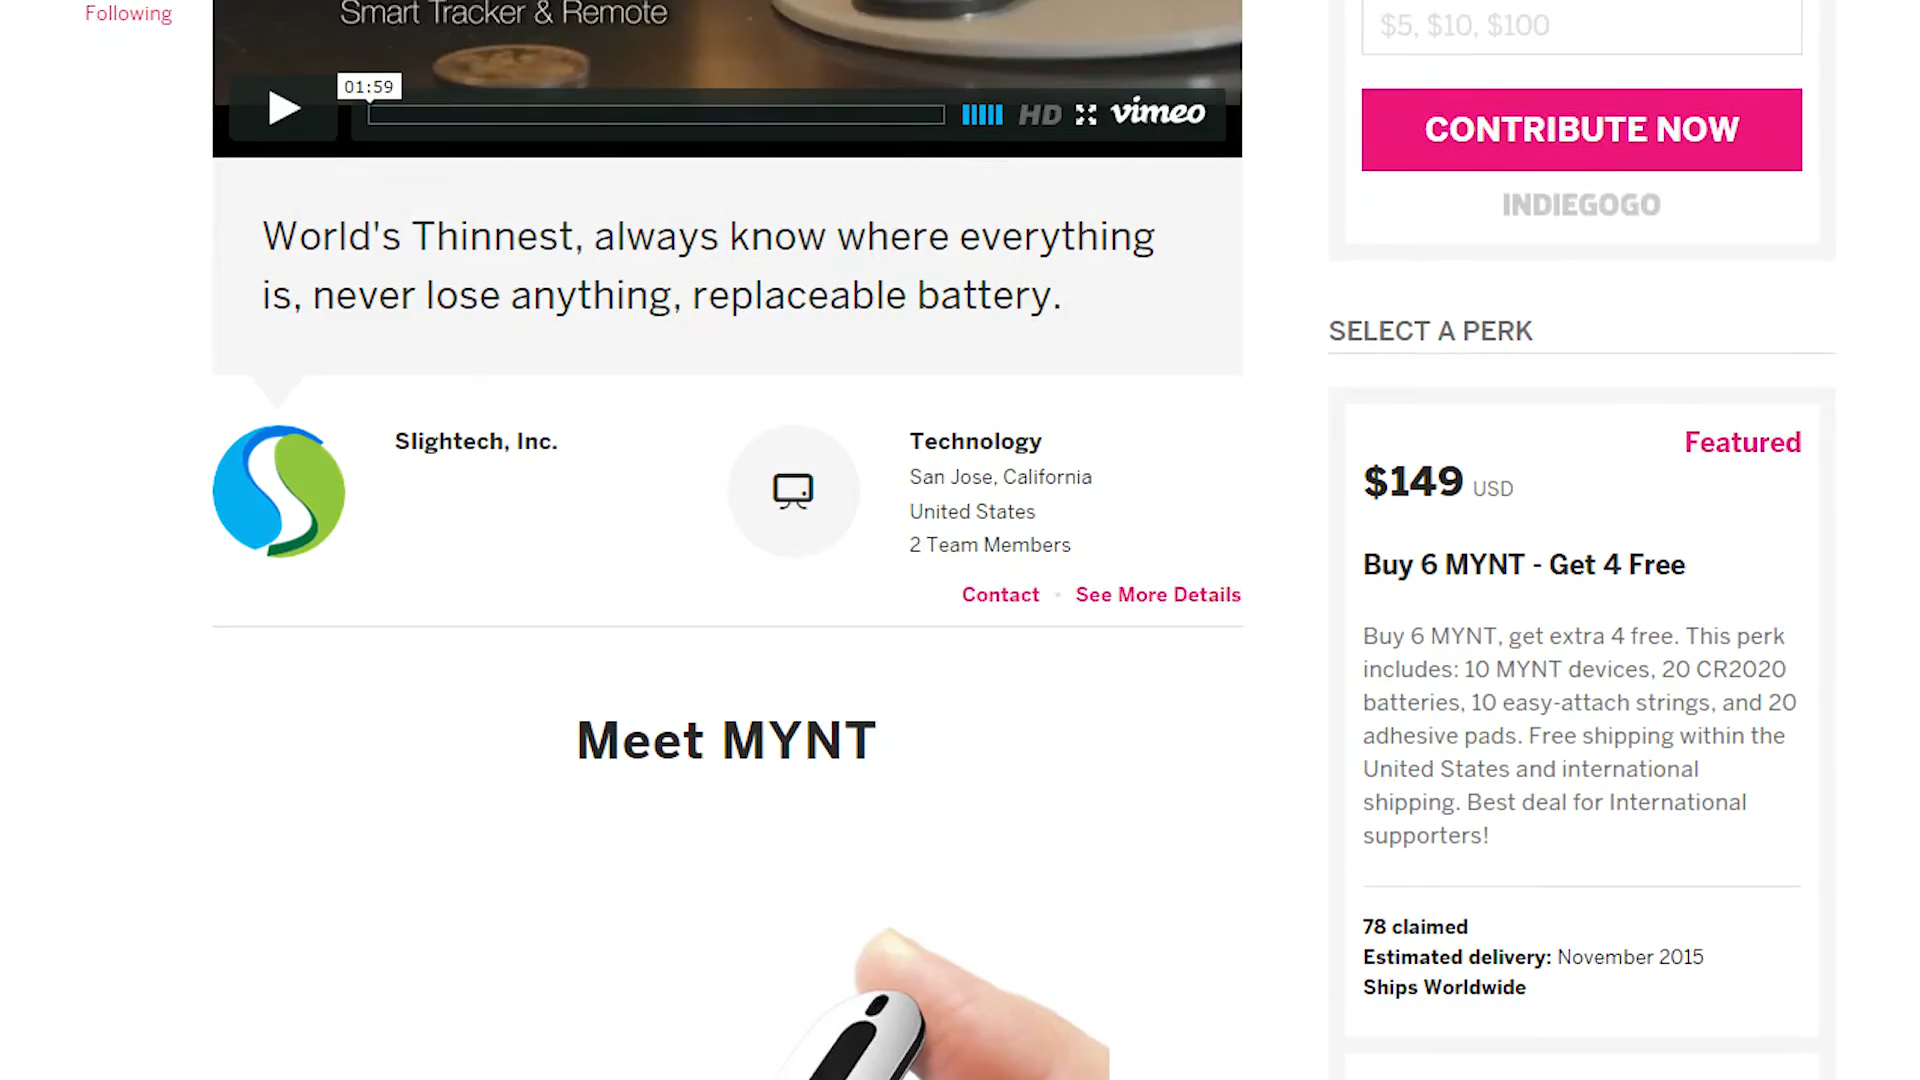 Following
Smart Tracker & Remote
01:59
HD
vimeo
World's Thinnest, always know where everything
is, never lose anything, replaceable battery.
Slightech, Inc.
Technology
San Jose, California
United States
2 Team Members
Contact
See More Details
Meet MYNT
$5, $10, $100
CONTRIBUTE NOW
INDIEGOGO
SELECT A PERK
Featured
$149 USD
Buy 6 MYNT - Get 4 Free
Buy 6 MYNT, get extra 4 free. This perk
includes: 10 MYNT devices, 20 CR2020
batteries, 10 easy-attach strings, and 20
adhesive pads. Free shipping within the
United States and international
shipping. Best deal for International
supporters!
78 claimed
Estimated delivery: November 2015
Ships Worldwide